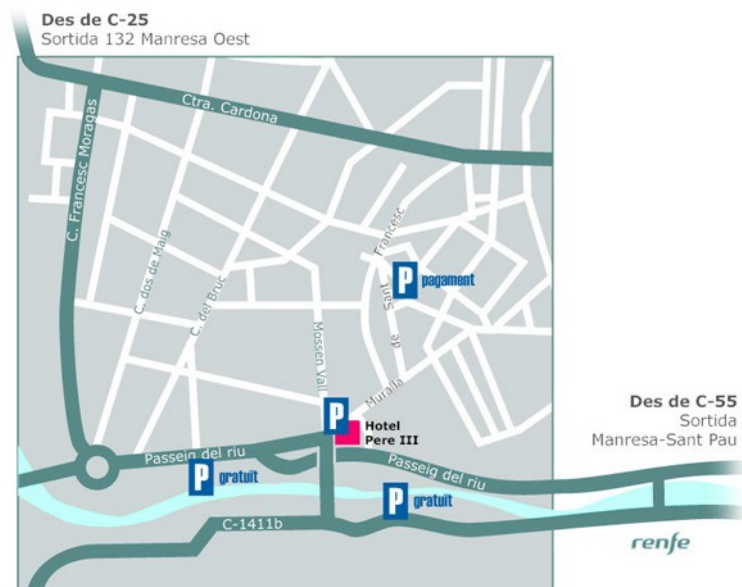 Des de C-25
Sortida 132 Manresa Oest
Ctra. Cardona
C. Francesc Moragas
C. dos de Maig
C. del Bruc
Mossen Vall
Francesc
Sant
de
Muralla
P pagament
P
Hotel
Pere III
Passeig del riu
P gratuït
Passeig del riu
P gratuït
C-1411b
Des de C-55
Sortida
Manresa-Sant Pau
renfe